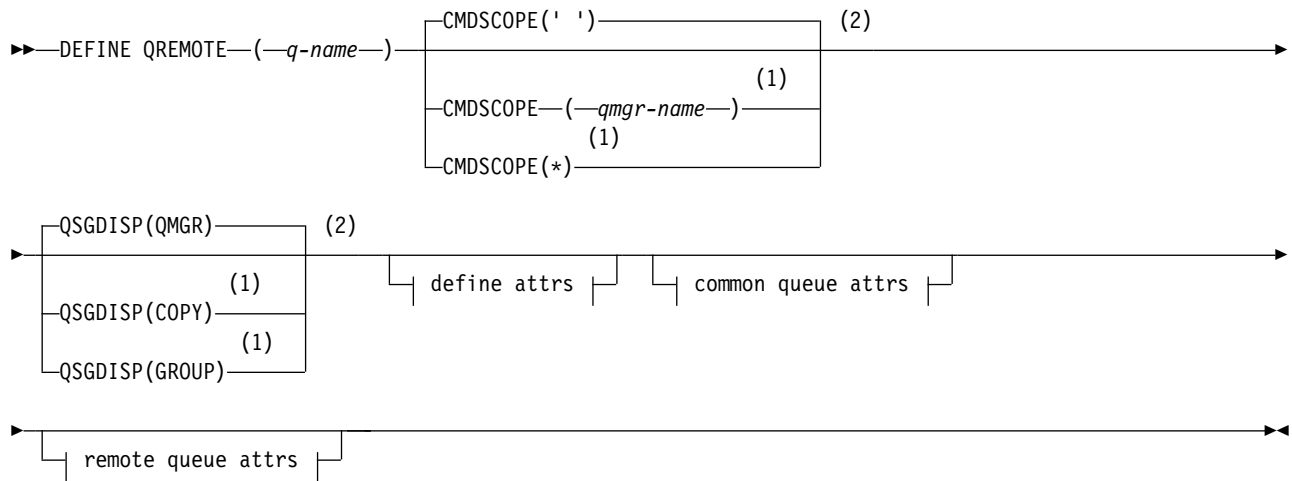 CMDSCOPE(' ') (2)
DEFINE QREMOTE ( q-name )
(1)
CMDSCOPE ( qmgr-name )
(1)
CMDSCOPE(*)
QSGDISP(QMGR) (2)
define attrs common queue attrs
(1)
QSGDISP(COPY)
(1)
QSGDISP(GROUP)
remote queue attrs